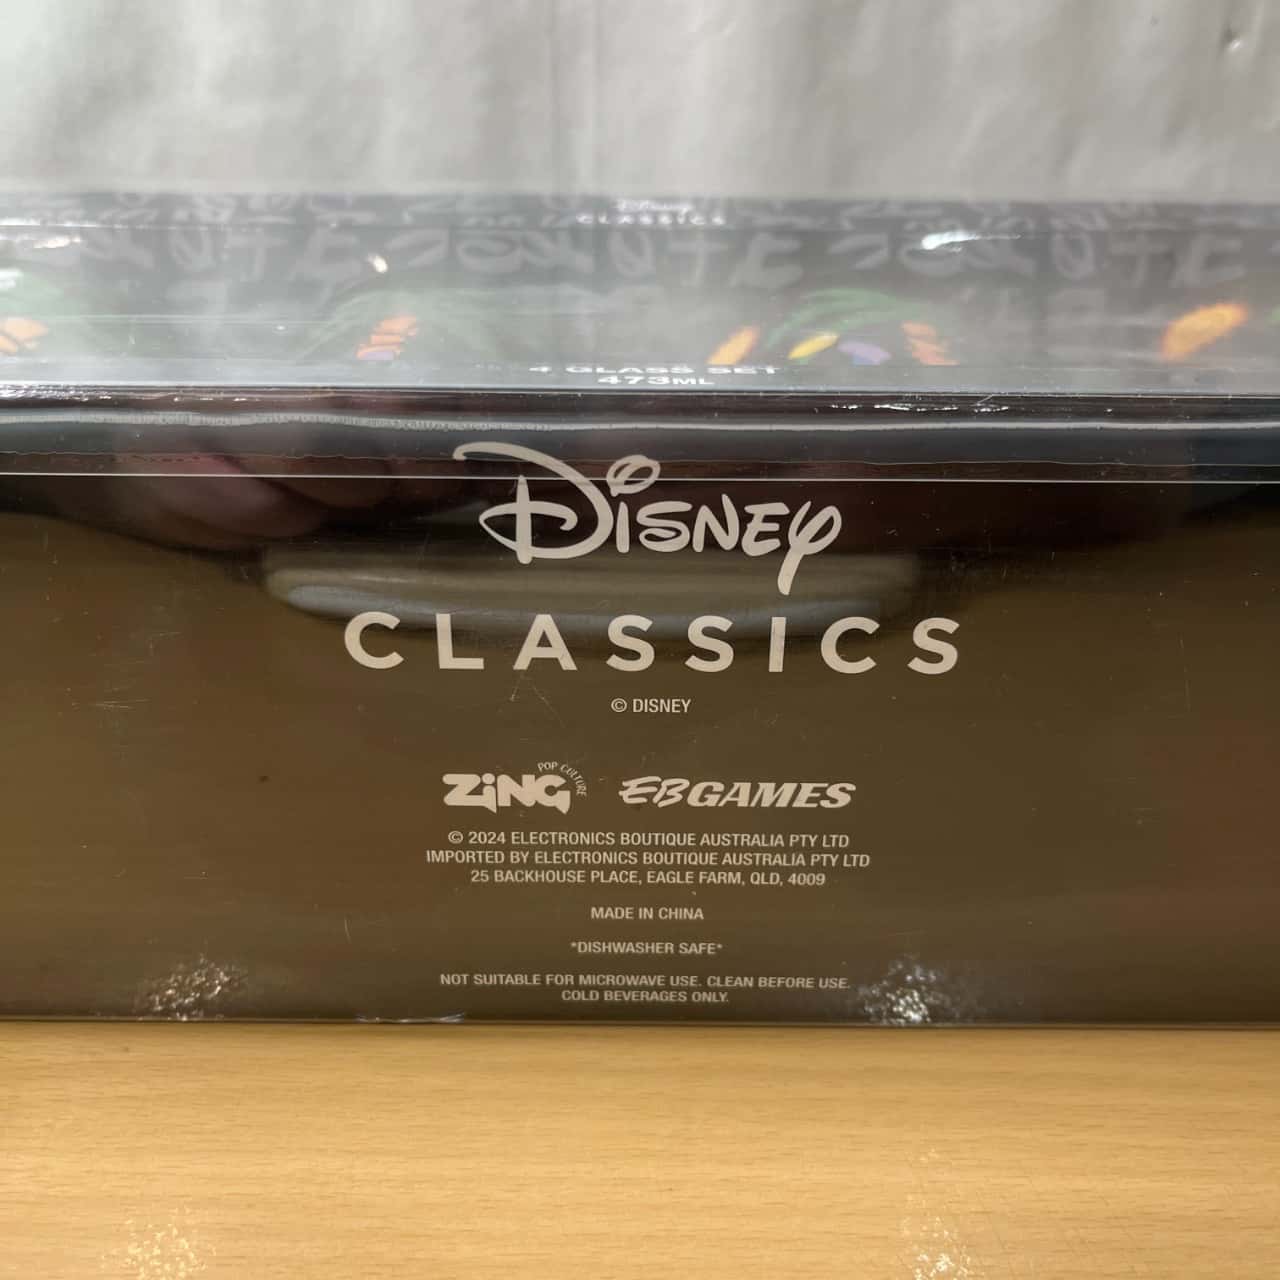 Disney
CLASSICS
4 GLASS SET
473ML
Disney
CLASSICS
© DISNEY
ZiNG POP CULTURE EBGAMES
© 2024 ELECTRONICS BOUTIQUE AUSTRALIA PTY LTD
IMPORTED BY ELECTRONICS BOUTIQUE AUSTRALIA PTY LTD
25 BACKHOUSE PLACE, EAGLE FARM, QLD, 4009
MADE IN CHINA
*DISHWASHER SAFE*
NOT SUITABLE FOR MICROWAVE USE. CLEAN BEFORE USE.
COLD BEVERAGES ONLY.